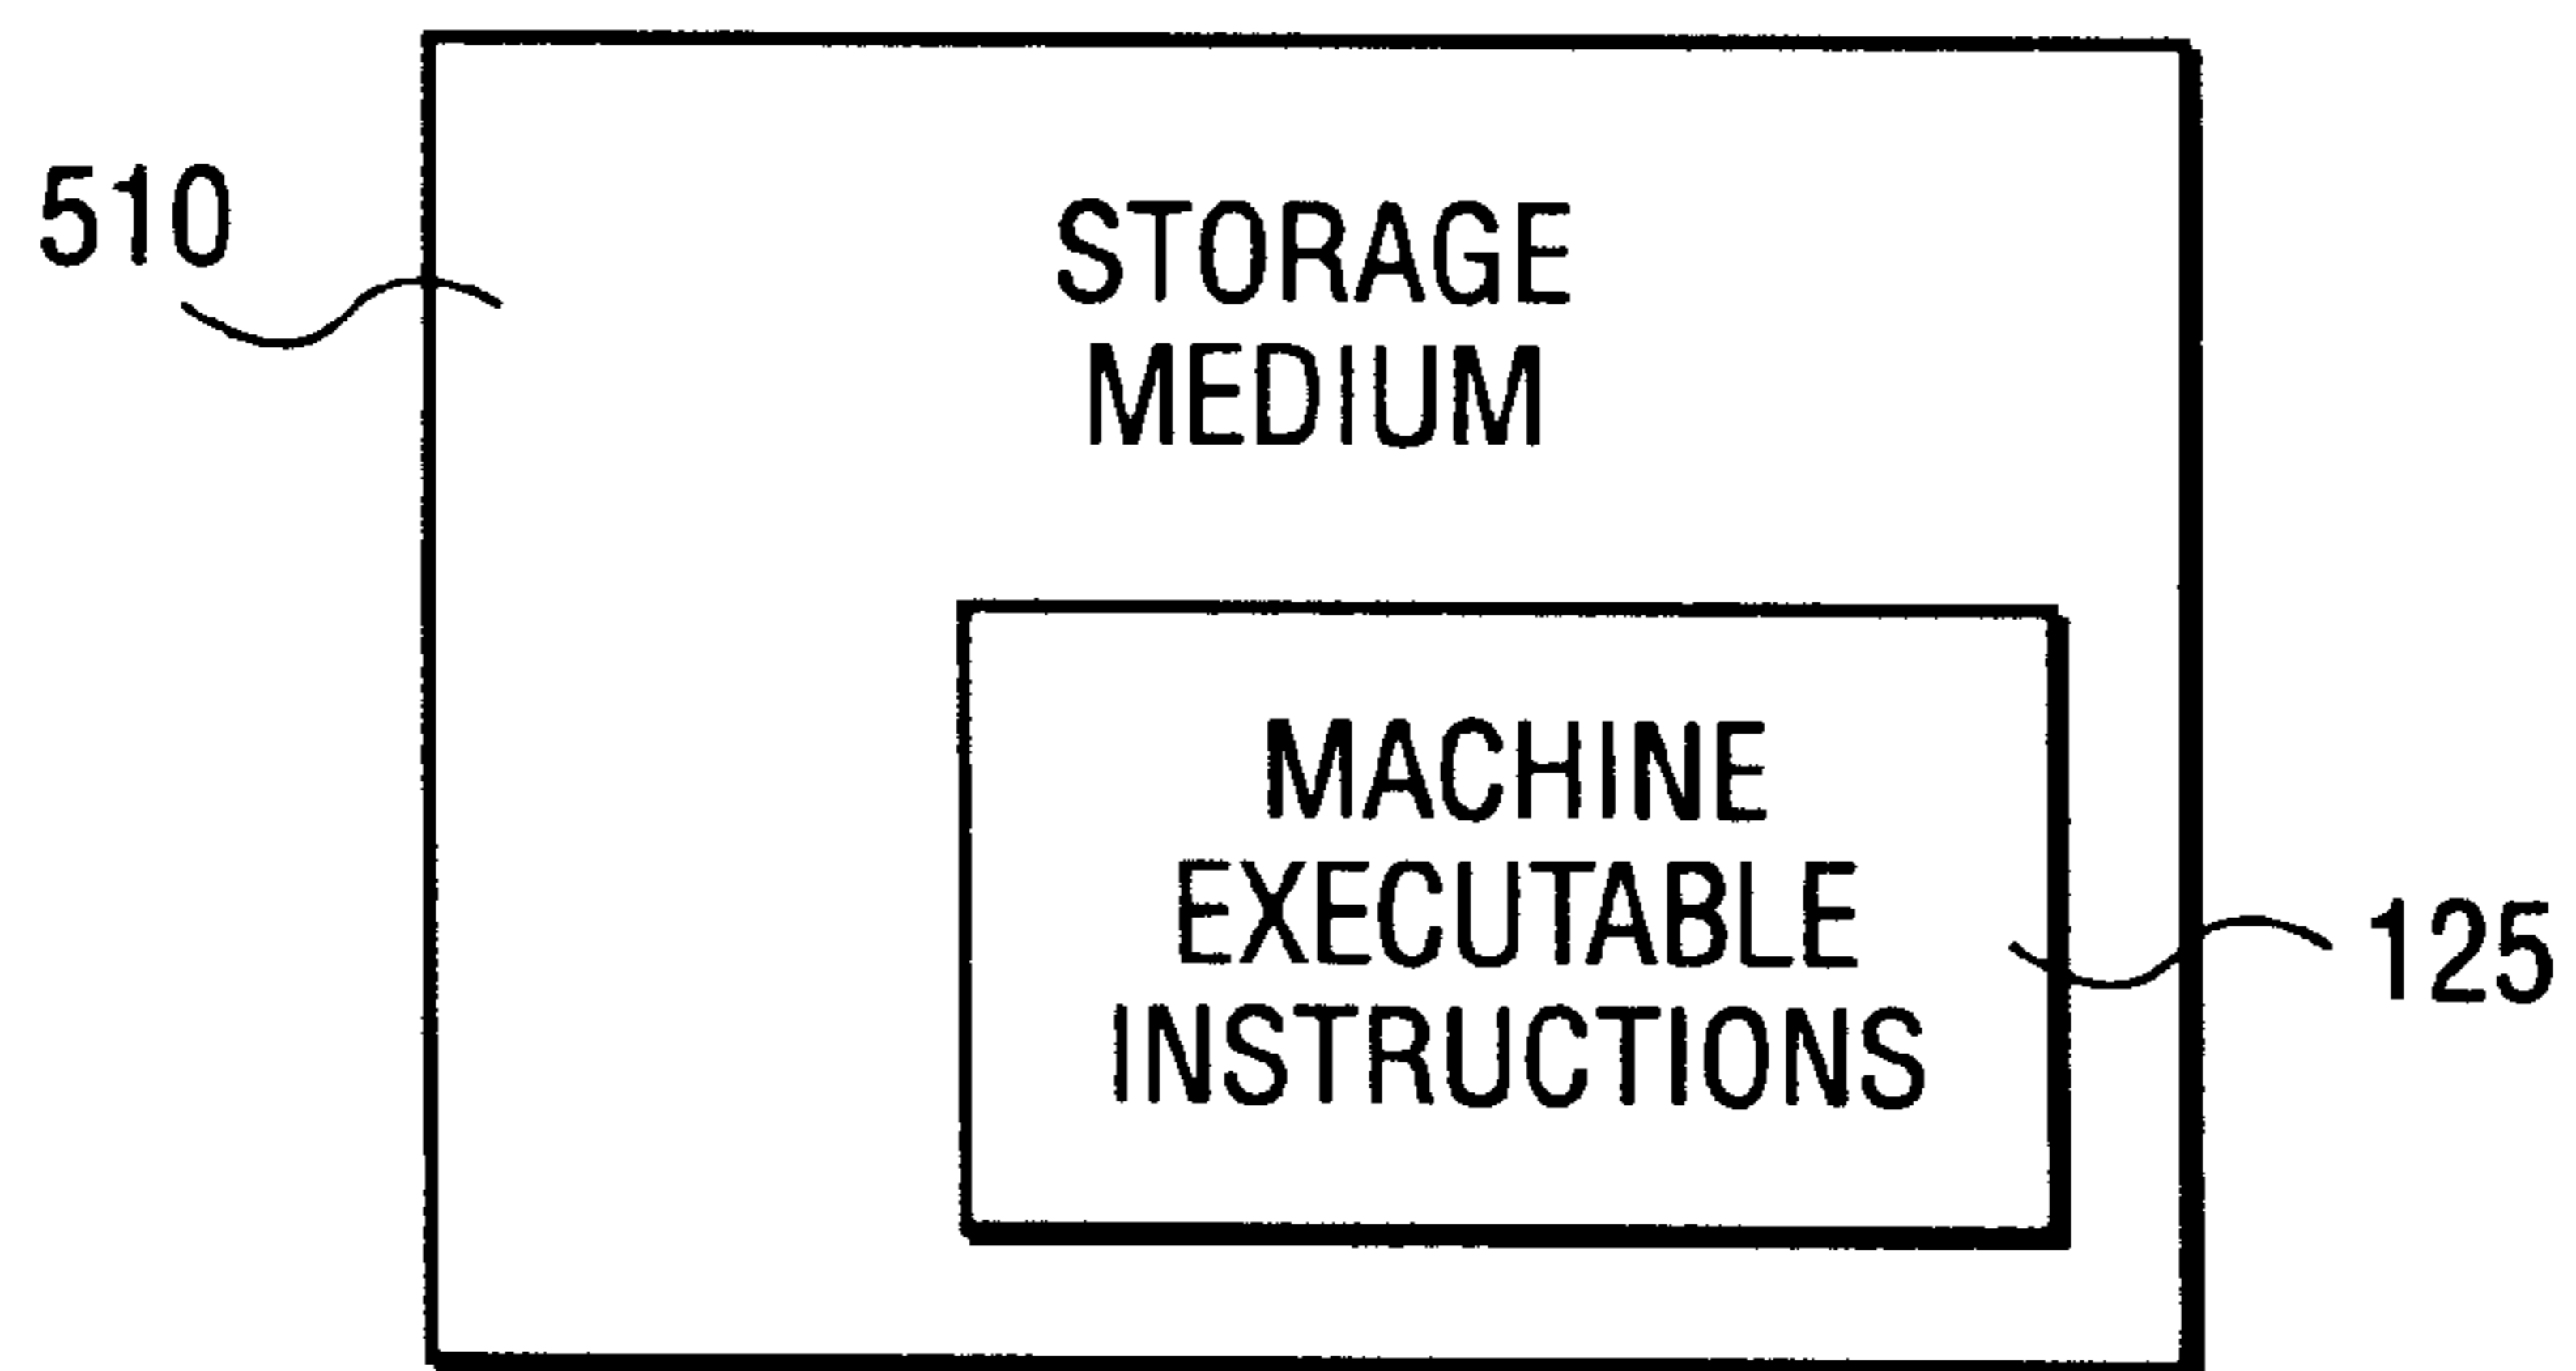 510
STORAGE
MEDIUM
MACHINE
EXECUTABLE
INSTRUCTIONS
125